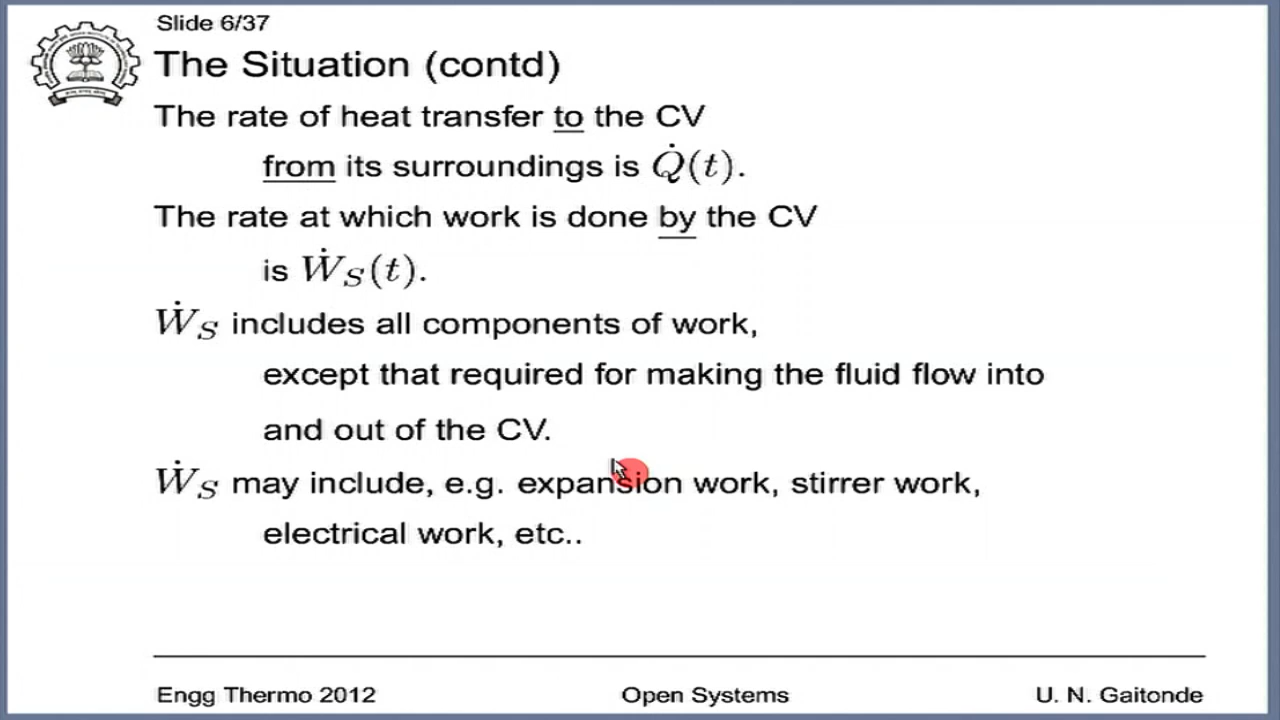 Slide 6/37
The Situation (contd)
The rate of heat transfer to the CV
from its surroundings is Q̇(t).
The rate at which work is done by the CV
is Ẇ_S(t).
Ẇ_S includes all components of work,
except that required for making the fluid flow into
and out of the CV.
Ẇ_S may include, e.g. expansion work, stirrer work,
electrical work, etc..
Engg Thermo 2012 Open Systems U. N. Gaitonde